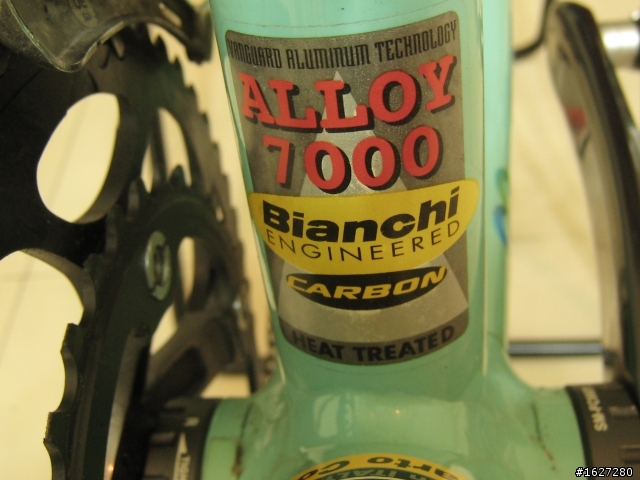 VANGUARD ALUMINUM TECHNOLOGY
ALLOY
7000
Bianchi
ENGINEERED
CARBON
HEAT TREATED
#1627280